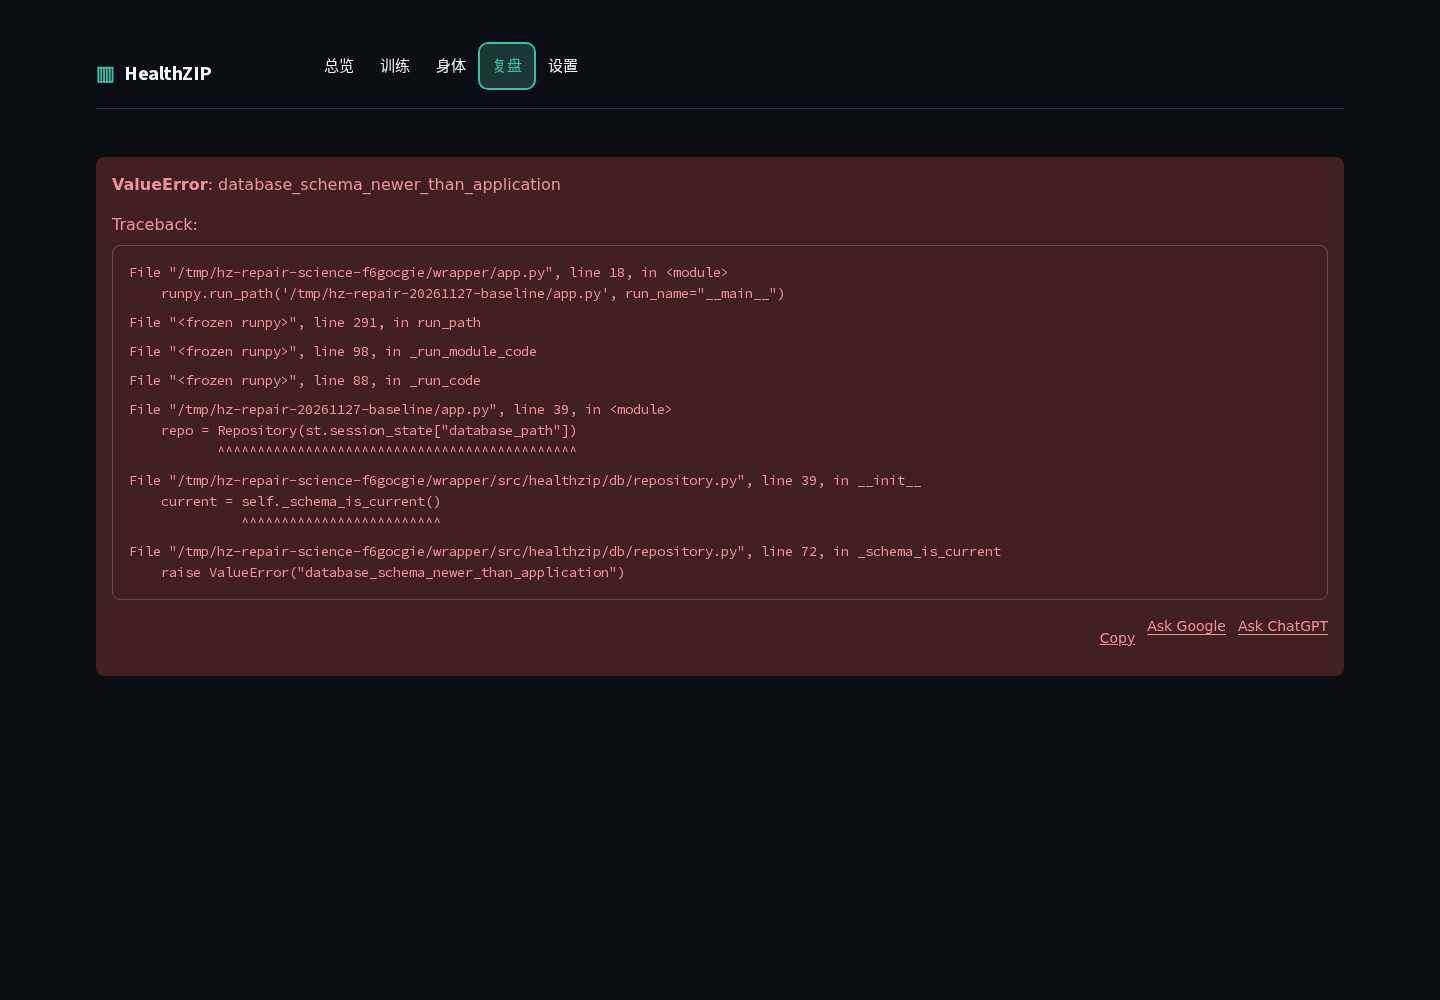 HealthZIP
总览 训练 身体 复盘 设置
ValueError: database_schema_newer_than_application
Traceback:
File "/tmp/hz-repair-science-f6gocgie/wrapper/app.py", line 18, in <module>
    runpy.run_path('/tmp/hz-repair-20261127-baseline/app.py', run_name="__main__")
File "<frozen runpy>", line 291, in run_path
File "<frozen runpy>", line 98, in _run_module_code
File "<frozen runpy>", line 88, in _run_code
File "/tmp/hz-repair-20261127-baseline/app.py", line 39, in <module>
    repo = Repository(st.session_state["database_path"])
           ^^^^^^^^^^^^^^^^^^^^^^^^^^^^^^^^^^^^^^^^^^^^^
File "/tmp/hz-repair-science-f6gocgie/wrapper/src/healthzip/db/repository.py", line 39, in __init__
    current = self._schema_is_current()
              ^^^^^^^^^^^^^^^^^^^^^^^^^
File "/tmp/hz-repair-science-f6gocgie/wrapper/src/healthzip/db/repository.py", line 72, in _schema_is_current
    raise ValueError("database_schema_newer_than_application")
Copy Ask Google Ask ChatGPT